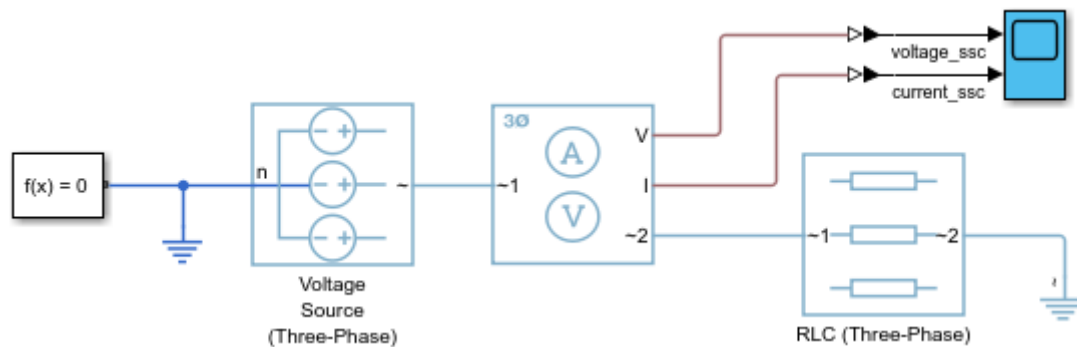 voltage_ssc
current_ssc
3Ø
A
V
V
I
~1
~2
f(x) = 0
n
~
~1
~2
~
Voltage
Source
(Three-Phase)
RLC (Three-Phase)